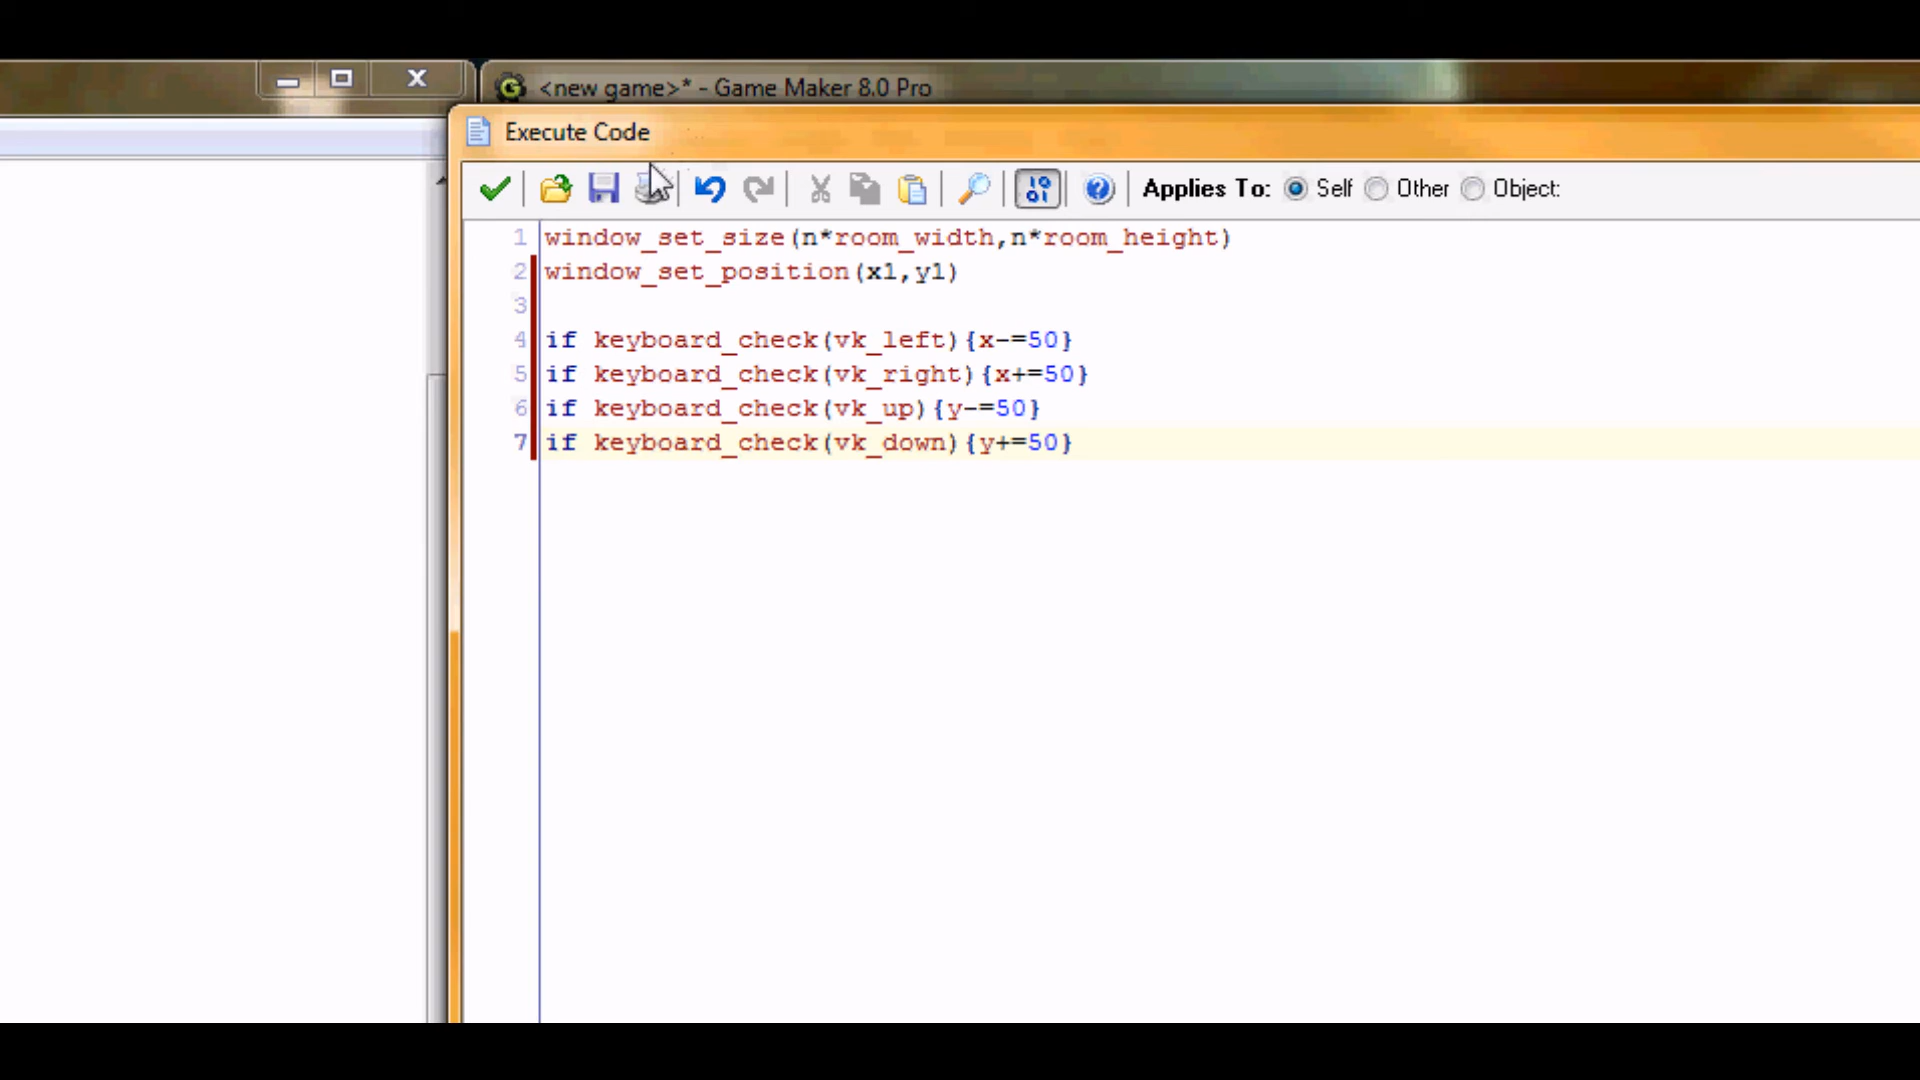 <new game>* - Game Maker 8.0 Pro
Execute Code
Applies To: Self Other Object:
1 window_set_size(n*room_width,n*room_height)
2 window_set_position(x1,y1)
3
4 if keyboard_check(vk_left){x-=50}
5 if keyboard_check(vk_right){x+=50}
6 if keyboard_check(vk_up){y-=50}
7 if keyboard_check(vk_down){y+=50}